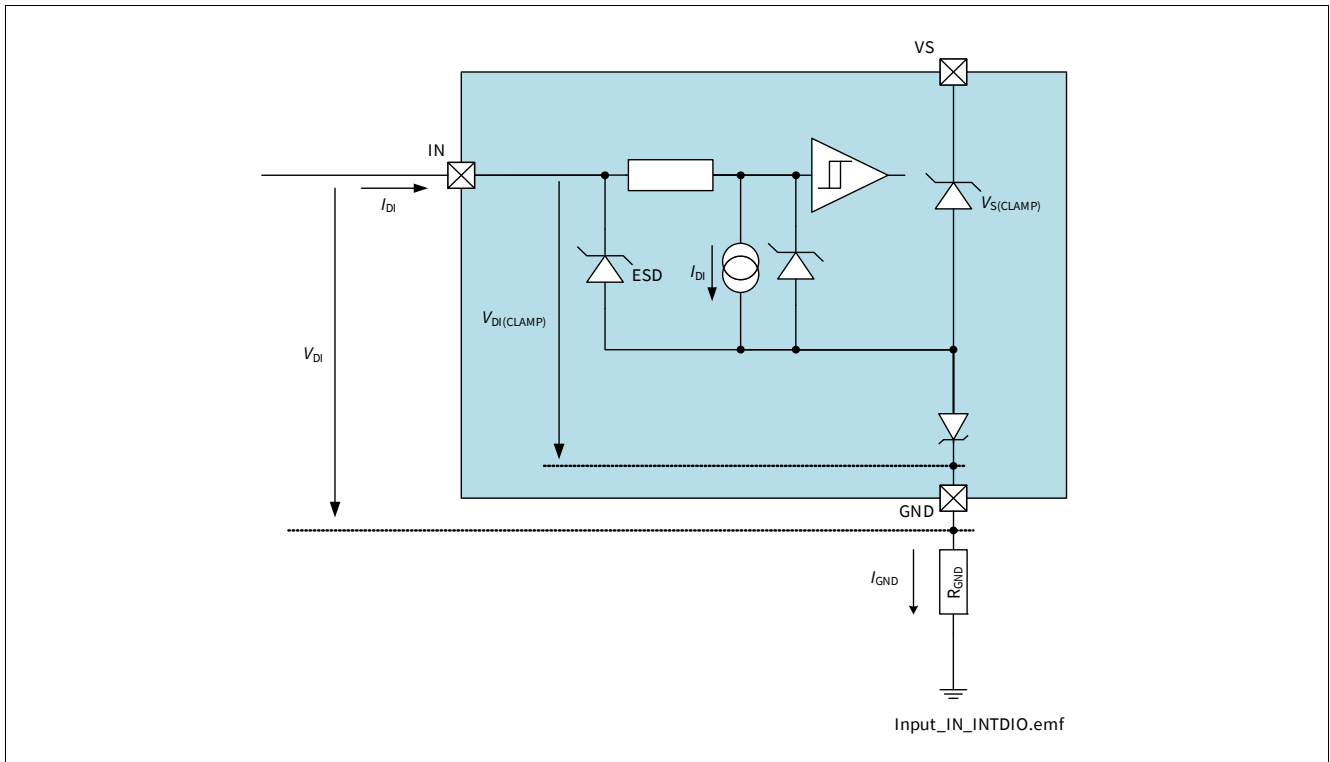 VS
IN
I_DI
V_S(CLAMP)
ESD
I_DI
V_DI(CLAMP)
V_DI
GND
I_GND
R_GND
Input_IN_INTDIO.emf